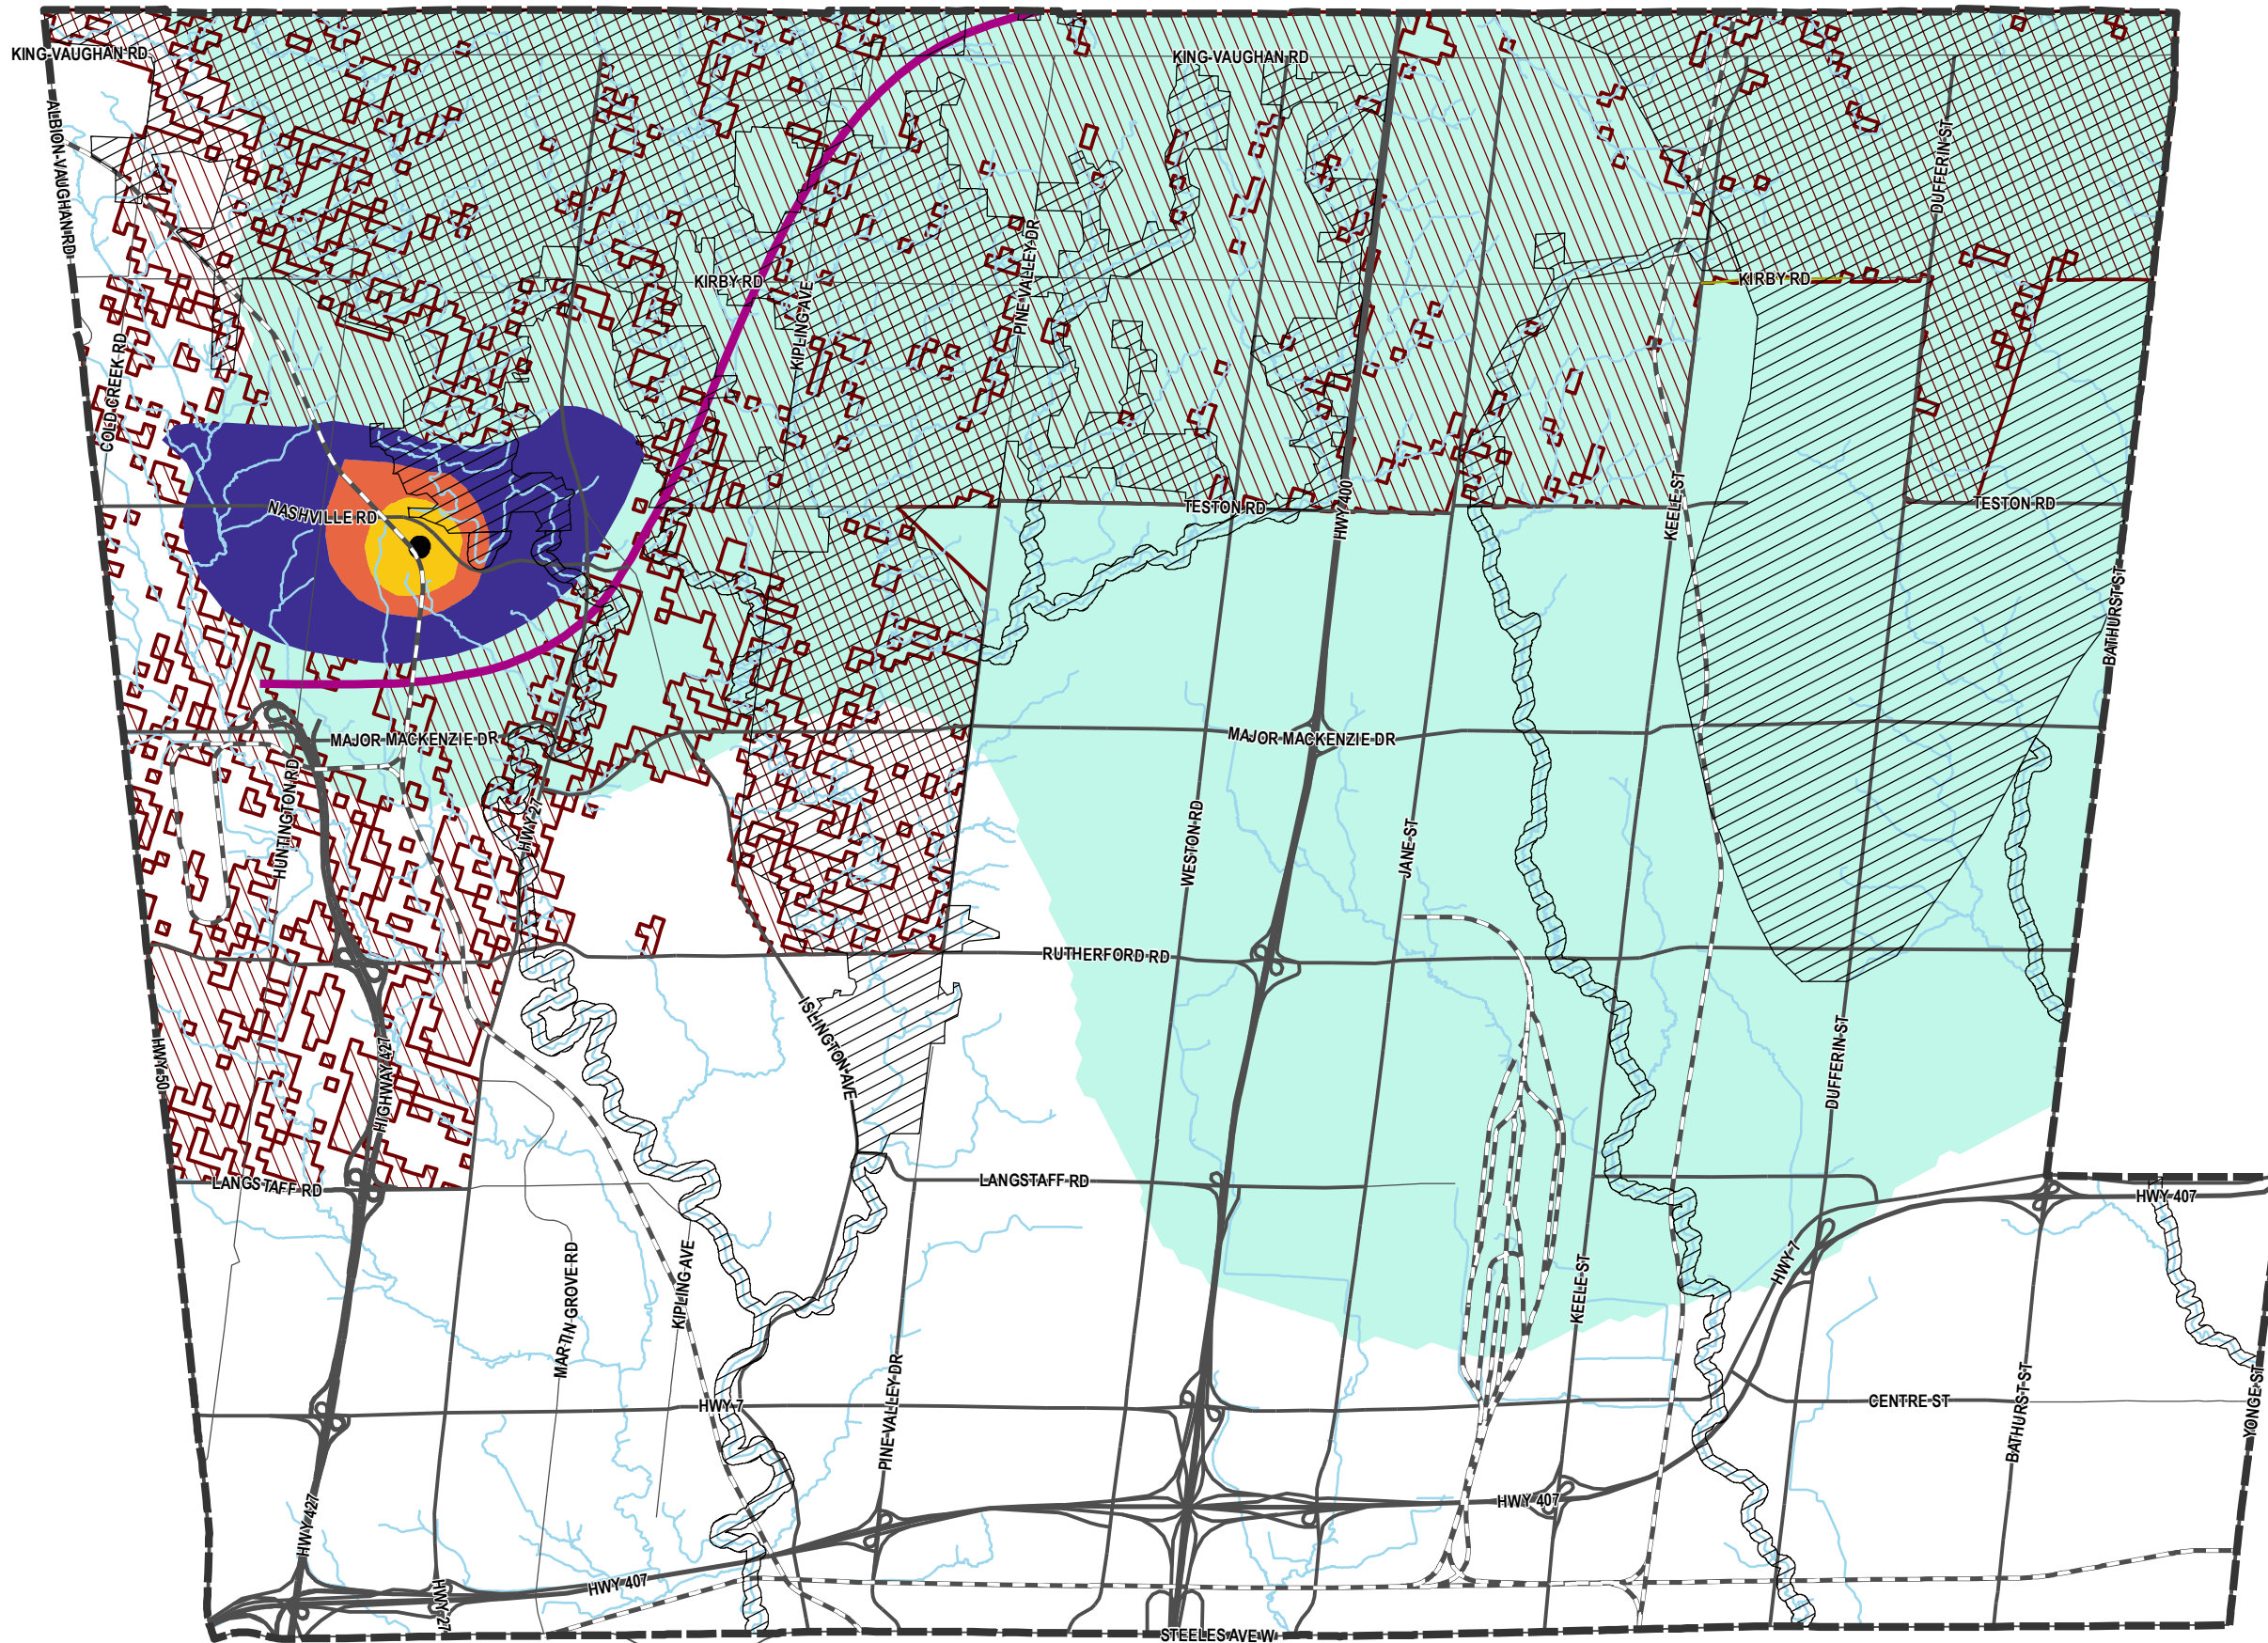 KING-VAUGHAN RD
KING-VAUGHAN RD
ALBION-VAUGHAN RD
DUFFERIN ST
KIRBY RD
KIRBY RD
KIPLING AVE
PINE VALLEY DR
COLD CREEK RD
NASHVILLE RD
TESTON RD
TESTON RD
HWY 400
KEELE ST
BATHURST ST
MAJOR MACKENZIE DR
MAJOR MACKENZIE DR
HUNTINGTON RD
HWY 27
WESTON RD
JANE ST
RUTHERFORD RD
ISLINGTON AVE
HWY 50
HIGHWAY 427
DUFFERIN ST
LANGSTAFF RD
LANGSTAFF RD
HWY 407
MARTIN GROVE RD
KIPLING AVE
KEELE ST
HWY 7
HWY 7
PINE VALLEY DR
CENTRE ST
BATHURST ST
YONGE ST
HWY 427
HWY 407
HWY 407
HWY 27
STEELES AVE W